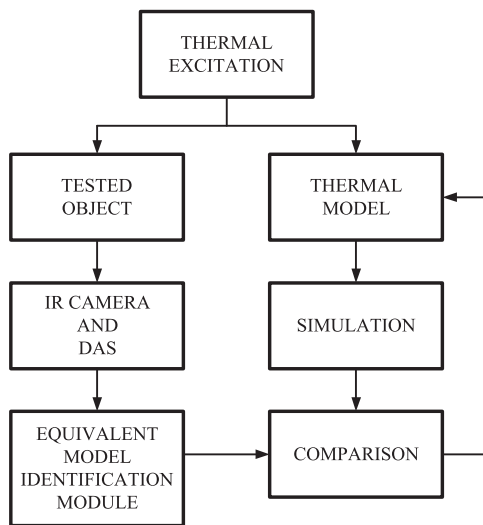 THERMAL
EXCITATION
TESTED
OBJECT
THERMAL
MODEL
IR CAMERA
AND
DAS
SIMULATION
EQUIVALENT
MODEL
IDENTIFICATION
MODULE
COMPARISON